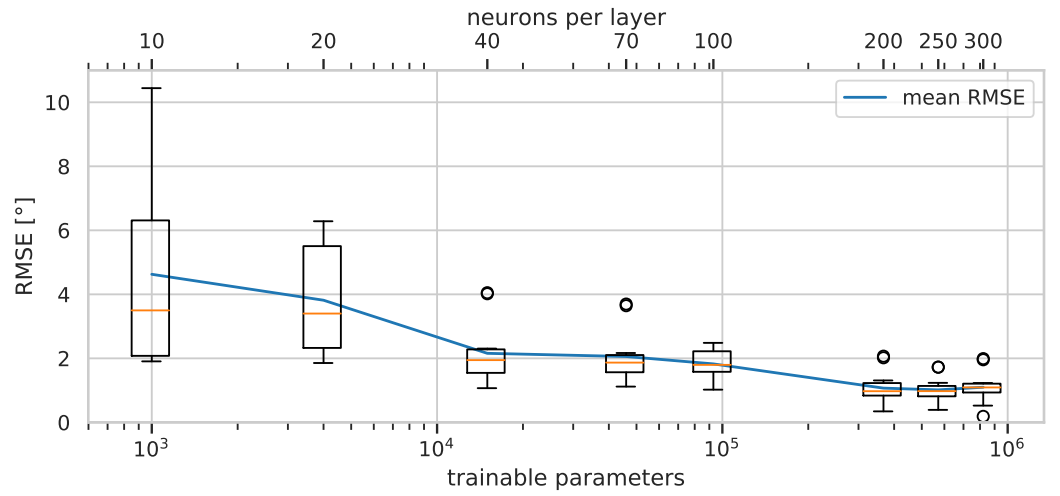 neurons per layer
10 20 40 70 100 200 250 300
mean RMSE
10
8
6
4
2
0
RMSE [°]
10³ 10⁴ 10⁵ 10⁶
trainable parameters